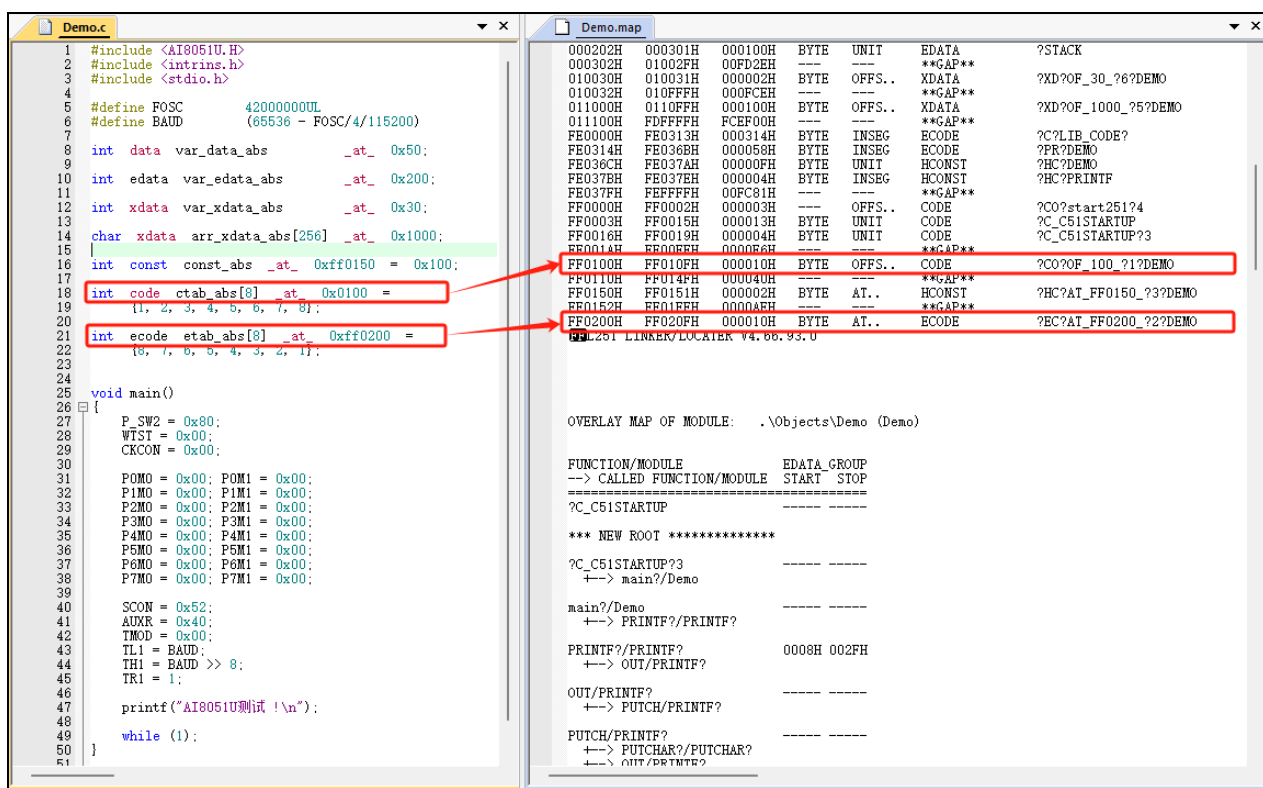 Demo.c
1 #include <AI8051U.H>
2 #include <intrins.h>
3 #include <stdio.h>
4
5 #define FOSC 42000000UL
6 #define BAUD (65536 - FOSC/4/115200)
7
8 int data var_data_abs _at_ 0x50;
9
10 int edata var_edata_abs _at_ 0x200;
11
12 int xdata var_xdata_abs _at_ 0x30;
13
14 char xdata arr_xdata_abs[256] _at_ 0x1000;
15
16 int const const_abs _at_ 0xff0150 = 0x100;
17
18 int code ctab_abs[8] _at_ 0x0100 =
19 {1, 2, 3, 4, 5, 6, 7, 8};
20
21 int ecode etab_abs[8] _at_ 0xff0200 =
22 {8, 7, 6, 5, 4, 3, 2, 1};
23
24
25 void main()
26 {
27 P_SW2 = 0x80;
28 WTST = 0x00;
29 CKCON = 0x00;
30
31 P0M0 = 0x00; P0M1 = 0x00;
32 P1M0 = 0x00; P1M1 = 0x00;
33 P2M0 = 0x00; P2M1 = 0x00;
34 P3M0 = 0x00; P3M1 = 0x00;
35 P4M0 = 0x00; P4M1 = 0x00;
36 P5M0 = 0x00; P5M1 = 0x00;
37 P6M0 = 0x00; P6M1 = 0x00;
38 P7M0 = 0x00; P7M1 = 0x00;
39
40 SCON = 0x52;
41 AUXR = 0x40;
42 TMOD = 0x00;
43 TL1 = BAUD;
44 TH1 = BAUD >> 8;
45 TR1 = 1;
46
47 printf("AI8051U测试 !\n");
48
49 while (1);
50 }
51
Demo.map
000202H 000301H 000100H BYTE UNIT EDATA ?STACK
000302H 01002FH 00FD2EH --- --- **GAP**
010030H 010031H 000002H BYTE OFFS.. XDATA ?XD?OF_30_?6?DEMO
010032H 010FFFH 000FCEH --- --- **GAP**
011000H 0110FFH 000100H BYTE OFFS.. XDATA ?XD?OF_1000_?5?DEMO
011100H FDFFFFH FCEF00H --- --- **GAP**
FE0000H FE0313H 000314H BYTE INSEG ECODE ?C?LIB_CODE?
FE0314H FE036BH 000058H BYTE INSEG ECODE ?PR?DEMO
FE036CH FE037AH 00000FH BYTE UNIT HCONST ?HC?DEMO
FE037BH FE037EH 000004H BYTE INSEG HCONST ?HC?PRINTF
FE037FH FEFFFFH 00FC81H --- --- **GAP**
FF0000H FF0002H 000003H --- OFFS.. CODE ?CO?start251?4
FF0003H FF0015H 000013H BYTE UNIT CODE ?C_C51STARTUP
FF0016H FF0019H 000004H BYTE UNIT CODE ?C_C51STARTUP?3
FF001AH FF00FFH 0000E6H --- --- **GAP**
FF0100H FF010FH 000010H BYTE OFFS.. CODE ?CO?OF_100_?1?DEMO
FF0110H FF014FH 000040H --- --- **GAP**
FF0150H FF0151H 000002H BYTE AT.. HCONST ?HC?AT_FF0150_?3?DEMO
FF0152H FF01FFH 0000AEH --- --- **GAP**
FF0200H FF020FH 000010H BYTE AT.. ECODE ?EC?AT_FF0200_?2?DEMO
FF L251 LINKER/LOCATER V4.66.93.0
OVERLAY MAP OF MODULE: .\Objects\Demo (Demo)
FUNCTION/MODULE EDATA_GROUP
--> CALLED FUNCTION/MODULE START STOP
============================================
?C_C51STARTUP ----- -----
*** NEW ROOT **************
?C_C51STARTUP?3 ----- -----
+--> main?/Demo
main?/Demo ----- -----
+--> PRINTF?/PRINTF?
PRINTF?/PRINTF? 0008H 002FH
+--> OUT/PRINTF?
OUT/PRINTF? ----- -----
+--> PUTCH/PRINTF?
PUTCH/PRINTF? ----- -----
+--> PUTCHAR?/PUTCHAR?
+--> OUT/PRINTF?